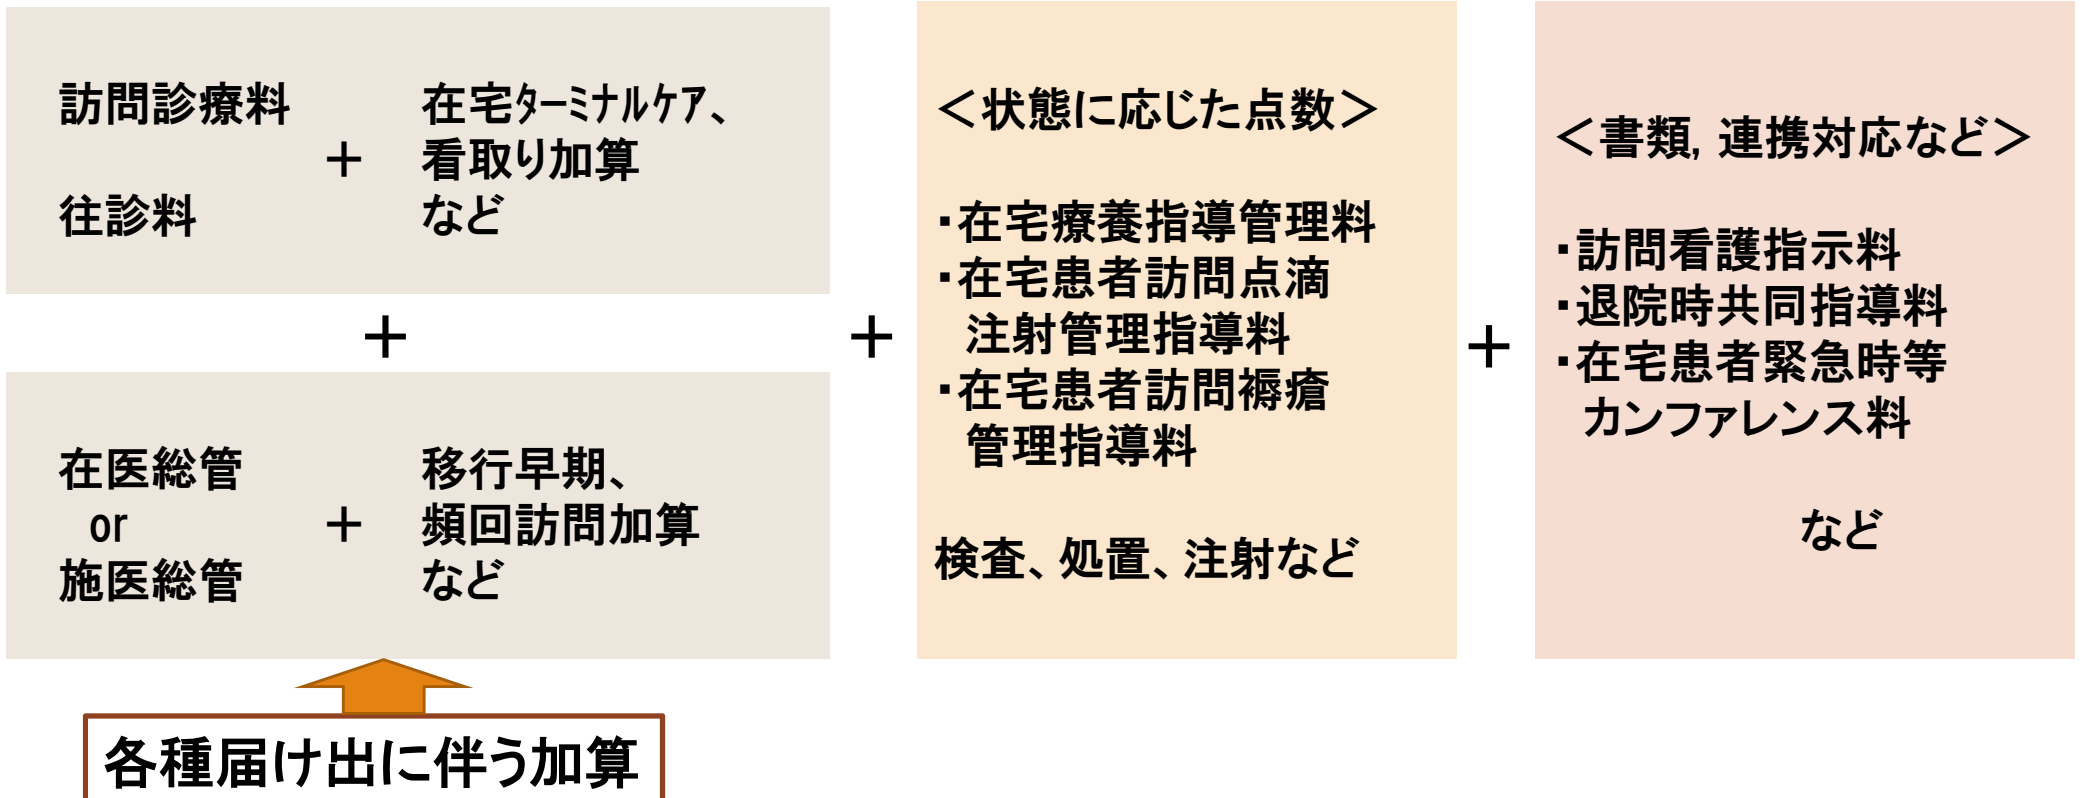 訪問診療料
＋
往診料
在宅ﾀｰﾐﾅﾙｹｱ、
看取り加算
など
＋
在医総管
or
施医総管
＋
移行早期、
頻回訪問加算
など
各種届け出に伴う加算
＋
＜状態に応じた点数＞
・在宅療養指導管理料
・在宅患者訪問点滴
注射管理指導料
・在宅患者訪問褥瘡
管理指導料
検査、処置、注射など
＋
＜書類, 連携対応など＞
・訪問看護指示料
・退院時共同指導料
・在宅患者緊急時等
カンファレンス料
など